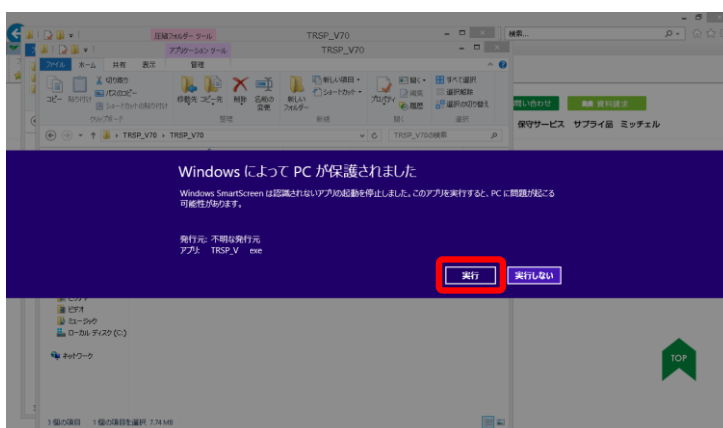 圧縮フォルダー ツール
TRSP_V70
検索...
アプリケーション ツール
TRSP_V70
ファイル ホーム 共有 表示 管理
コピー 貼り付け
切り取り
パスのコピー
ショートカットの貼り付け
移動先 コピー先 削除 名前の変更
新しいフォルダー
新しい項目
ショートカット
プロパティ
開く
編集
履歴
すべて選択
選択解除
選択の切り替え
クリップボード 整理 新規 開く 選択
問い合わせ 資料請求
保守サービス サプライ品 ミッチェル
TRSP_V70 TRSP_V70
TRSP_V70の検索
Windows によって PC が保護されました
Windows SmartScreen は認識されないアプリの起動を停止しました。このアプリを実行すると、PC に問題が起こる
可能性があります。
発行元: 不明な発行元
アプリ: TRSP_V exe
実行 実行しない
ビデオ
ミュージック
ローカル ディスク (C:)
ネットワーク
TOP
3 個の項目 1 個の項目を選択 7.74 MB